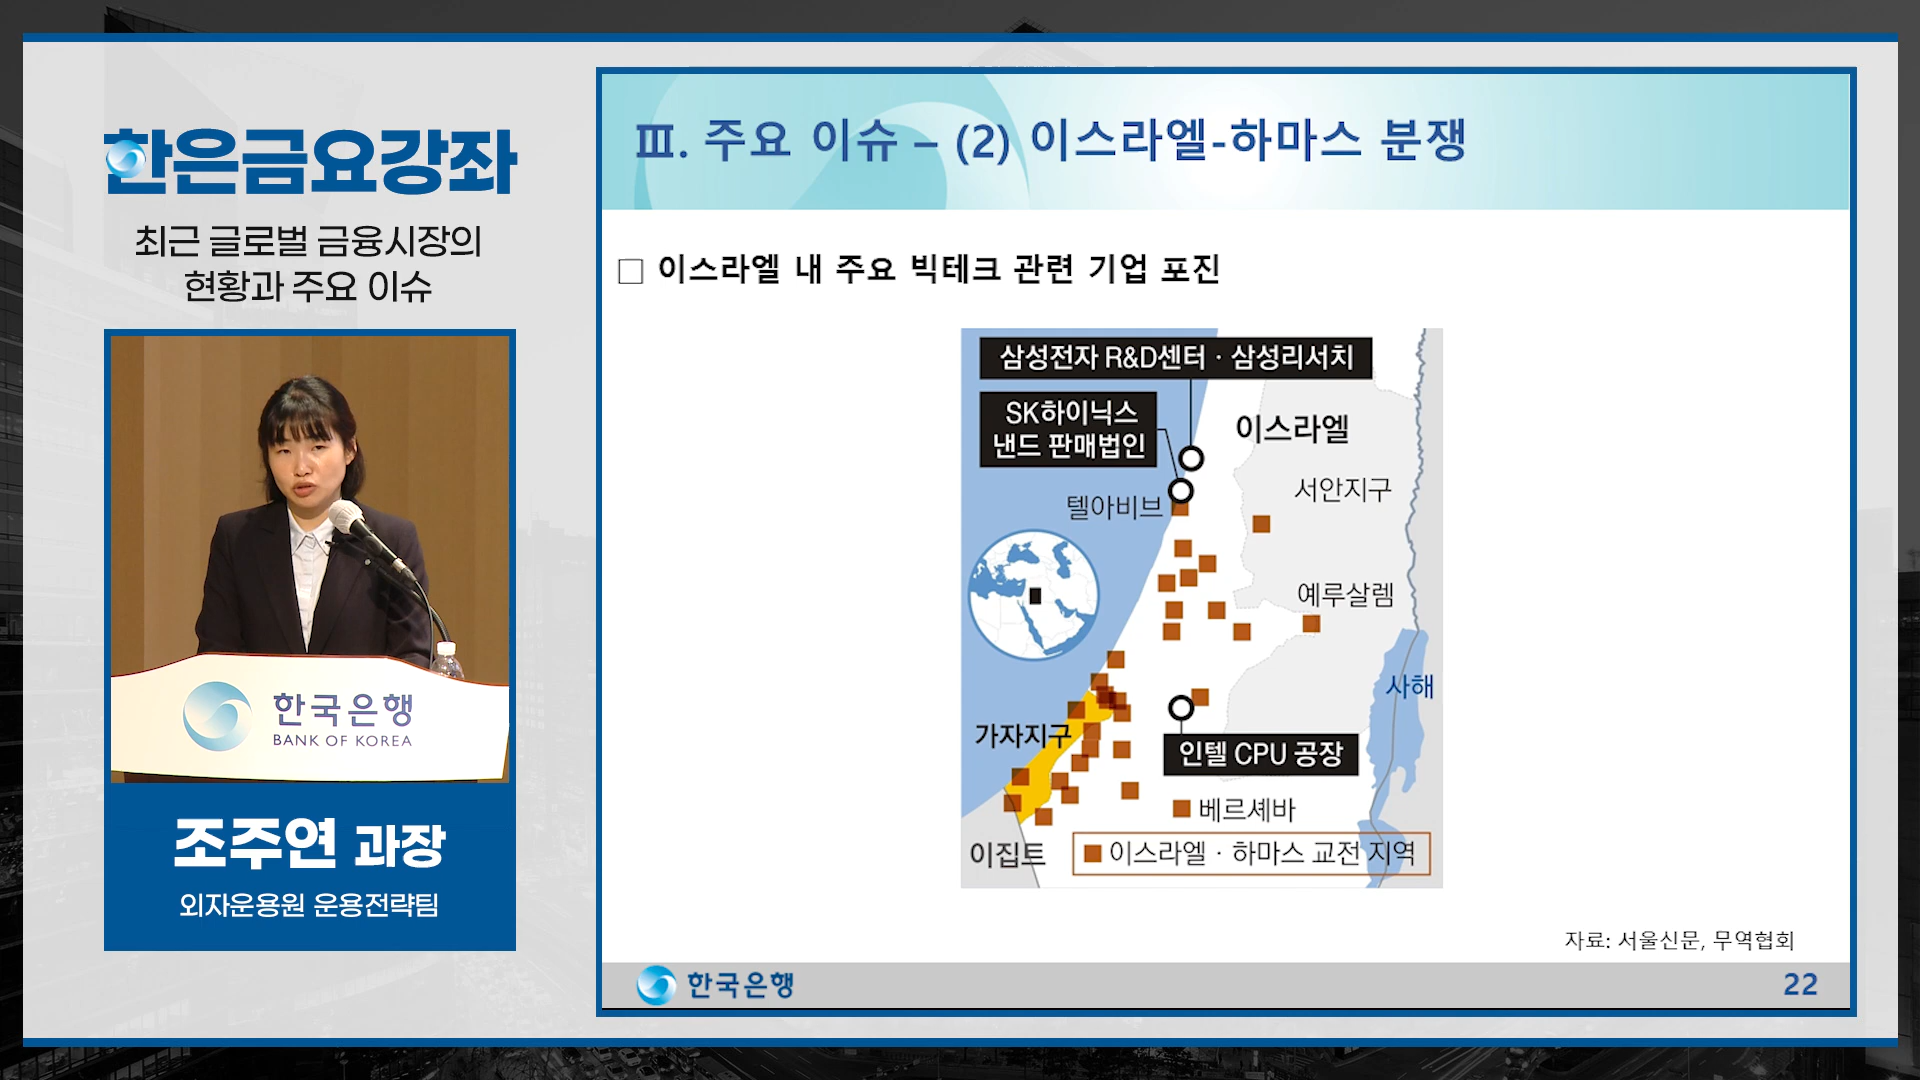 한은금요강좌
최근 글로벌 금융시장의
현황과 주요 이슈
한국은행
BANK OF KOREA
조주연 과장
외자운용원 운용전략팀
Ⅲ. 주요 이슈 – (2) 이스라엘-하마스 분쟁
□ 이스라엘 내 주요 빅테크 관련 기업 포진
삼성전자 R&D센터 · 삼성리서치
SK하이닉스
낸드 판매법인
이스라엘
서안지구
텔아비브
예루살렘
사해
가자지구
인텔 CPU 공장
베르셰바
이집트
이스라엘 · 하마스 교전 지역
자료: 서울신문, 무역협회
한국은행
22